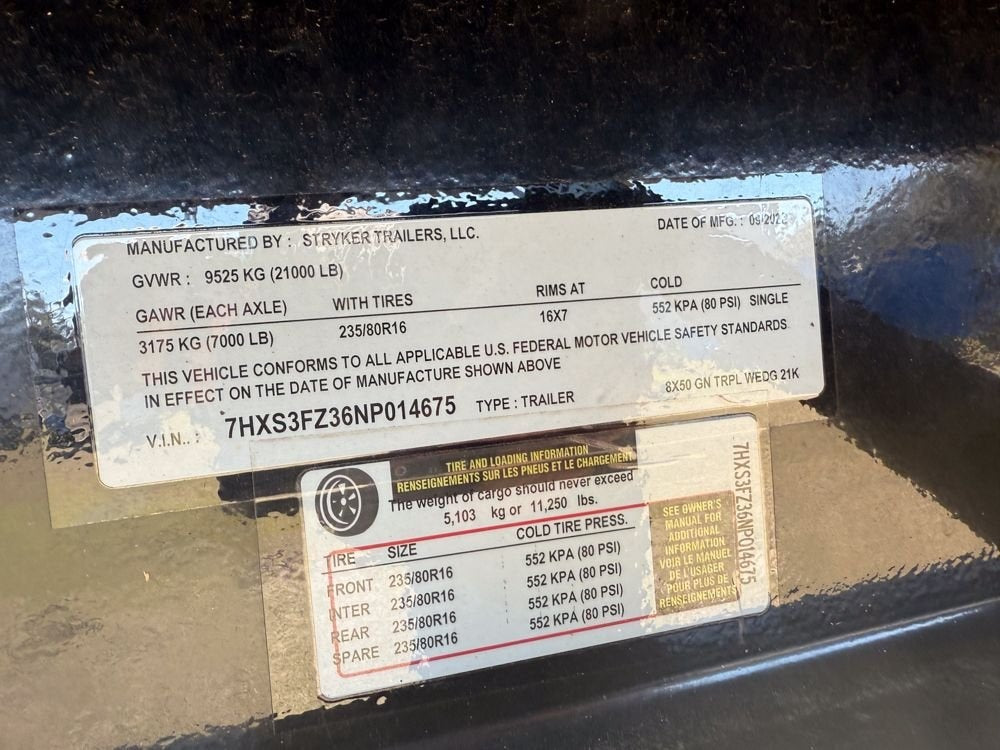 MANUFACTURED BY : STRYKER TRAILERS, LLC. DATE OF MFG. : 09/2022
GVWR : 9525 KG (21000 LB)
GAWR (EACH AXLE) WITH TIRES RIMS AT COLD
3175 KG (7000 LB) 235/80R16 16X7 552 KPA (80 PSI) SINGLE
THIS VEHICLE CONFORMS TO ALL APPLICABLE U.S. FEDERAL MOTOR VEHICLE SAFETY STANDARDS
IN EFFECT ON THE DATE OF MANUFACTURE SHOWN ABOVE
V.I.N.. : 7HXS3FZ36NP014675 TYPE : TRAILER 8X50 GN TRPL WEDG 21K
TIRE AND LOADING INFORMATION
RENSEIGNEMENTS SUR LES PNEUS ET LE CHARGEMENT
The weight of cargo should never exceed
5,103 kg or 11,250 lbs.
TIRE SIZE COLD TIRE PRESS.
FRONT 235/80R16 552 KPA (80 PSI)
INTER 235/80R16 552 KPA (80 PSI)
REAR 235/80R16 552 KPA (80 PSI)
SPARE 235/80R16 552 KPA (80 PSI)
SEE OWNER'S
MANUAL FOR
ADDITIONAL
INFORMATION
VOIR LE MANUEL
DE L'USAGER
POUR PLUS DE
RENSEIGNEMENTS
7HXS3FZ36NP014675